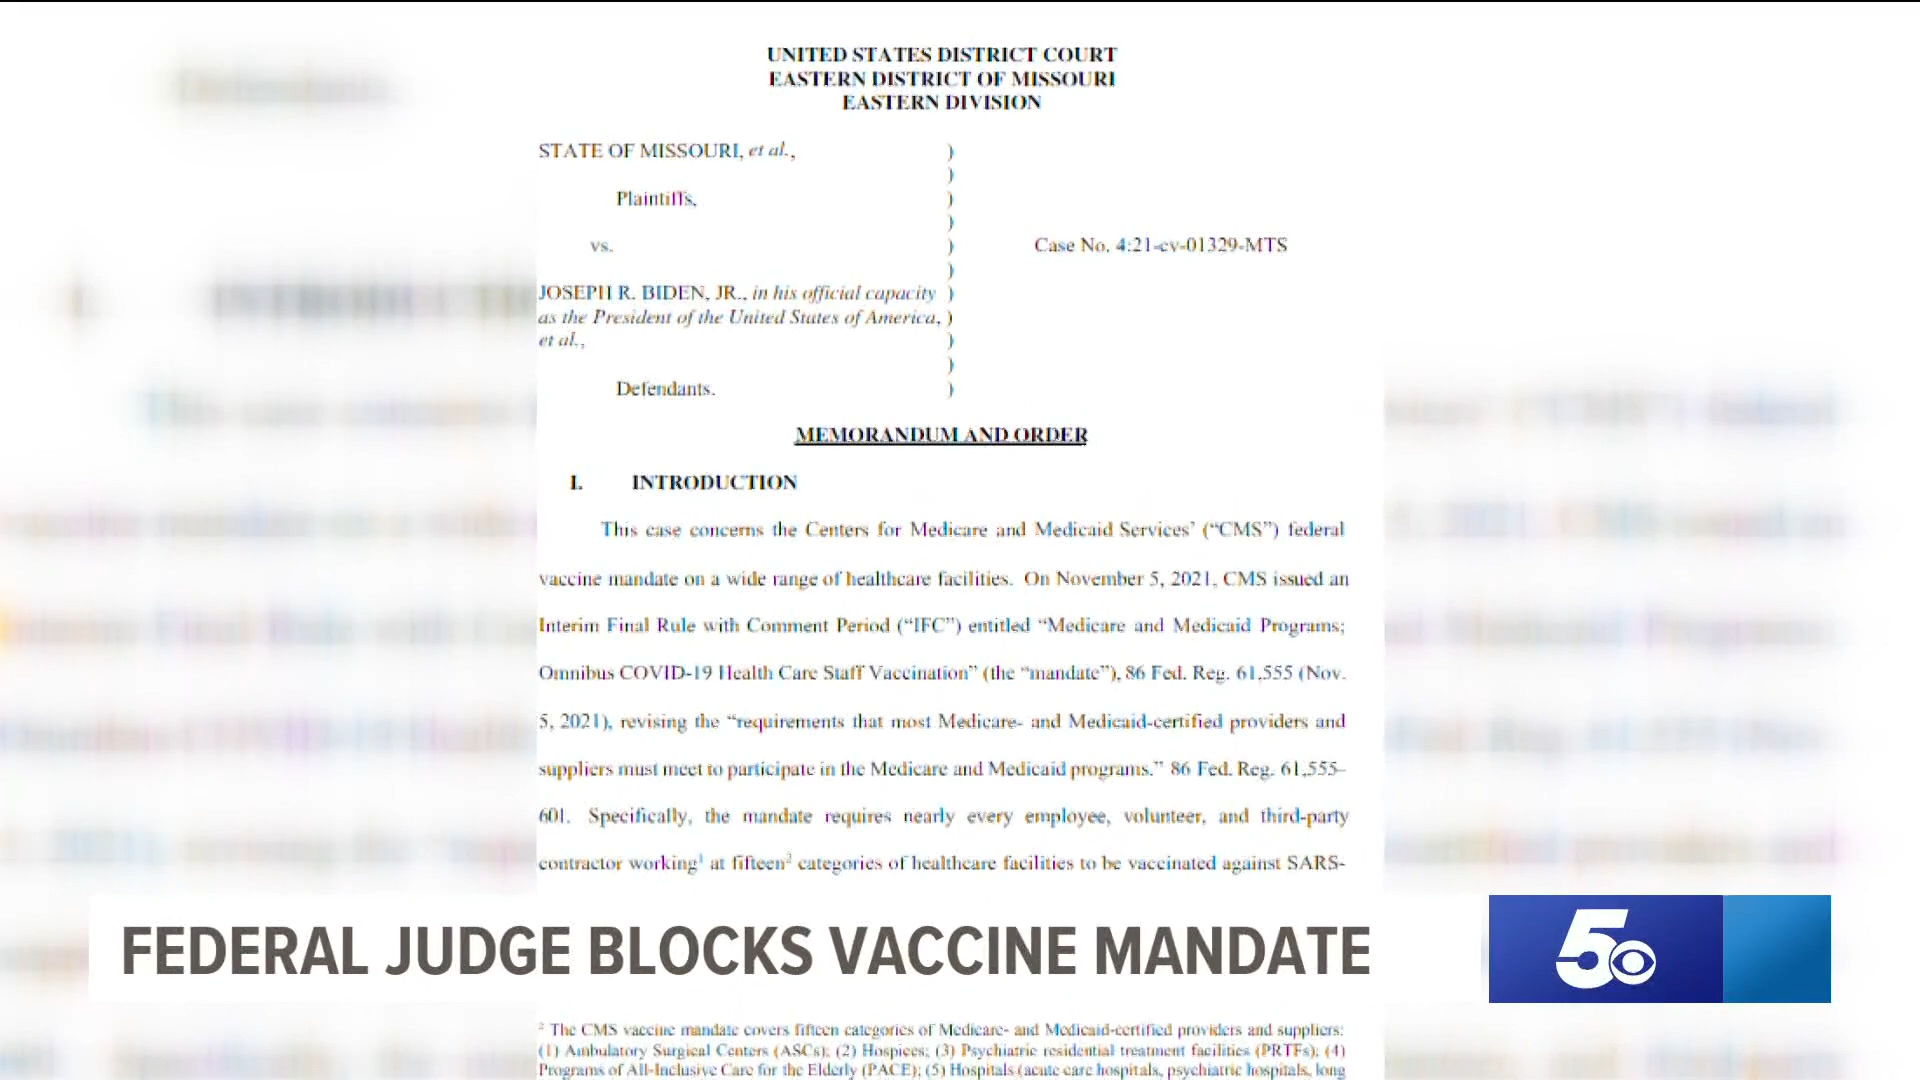 UNITED STATES DISTRICT COURT
EASTERN DISTRICT OF MISSOURI
EASTERN DIVISION
STATE OF MISSOURI, et al., )
)
Plaintiffs, )
)
vs. ) Case No. 4:21-cv-01329-MTS
)
JOSEPH R. BIDEN, JR., in his official capacity )
as the President of the United States of America, )
et al., )
)
Defendants. )
MEMORANDUM AND ORDER
I. INTRODUCTION
This case concerns the Centers for Medicare and Medicaid Services’ (“CMS”) federal
vaccine mandate on a wide range of healthcare facilities. On November 5, 2021, CMS issued an
Interim Final Rule with Comment Period (“IFC”) entitled “Medicare and Medicaid Programs;
Omnibus COVID-19 Health Care Staff Vaccination” (the “mandate”), 86 Fed. Reg. 61,555 (Nov.
5, 2021), revising the “requirements that most Medicare- and Medicaid-certified providers and
suppliers must meet to participate in the Medicare and Medicaid programs.” 86 Fed. Reg. 61,555–
601. Specifically, the mandate requires nearly every employee, volunteer, and third-party
contractor working¹ at fifteen² categories of healthcare facilities to be vaccinated against SARS-
FEDERAL JUDGE BLOCKS VACCINE MANDATE
5
² The CMS vaccine mandate covers fifteen categories of Medicare- and Medicaid-certified providers and suppliers:
(1) Ambulatory Surgical Centers (ASCs); (2) Hospices; (3) Psychiatric residential treatment facilities (PRTFs); (4)
Programs of All-Inclusive Care for the Elderly (PACE); (5) Hospitals (acute care hospitals, psychiatric hospitals, long